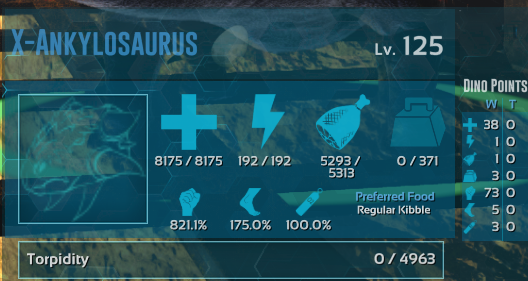 X-ANKYLOSAURUS
Lv. 125
DINO POINTS
W T
38 0
1 0
1 0
3 0
73 0
5 0
3 0
8175 / 8175
192 / 192
5293 /
5313
0 / 371
821.1%
175.0%
100.0%
Preferred Food
Regular Kibble
Torpidity
0 / 4963